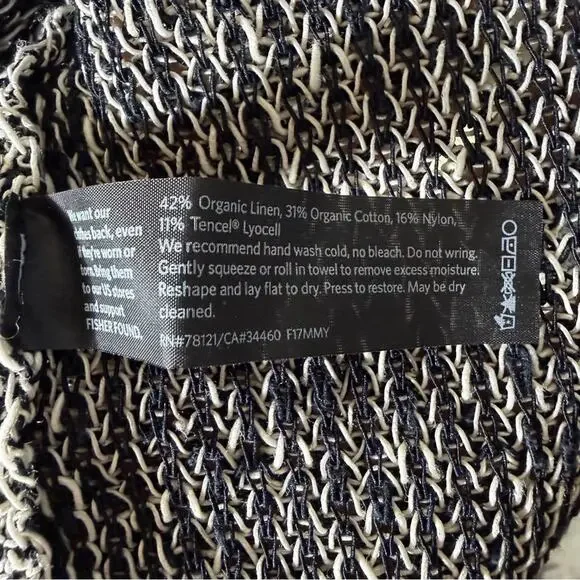 We want our
clothes back, even
if they're worn or
torn. Bring them
to our US stores
and support
FISHER FOUND.
42% Organic Linen, 31% Organic Cotton, 16% Nylon,
11% Tencel® Lyocell
We recommend hand wash cold, no bleach. Do not wring.
Gently squeeze or roll in towel to remove excess moisture.
Reshape and lay flat to dry. Press to restore. May be dry
cleaned.
RN#78121/CA#34460 F17MMY